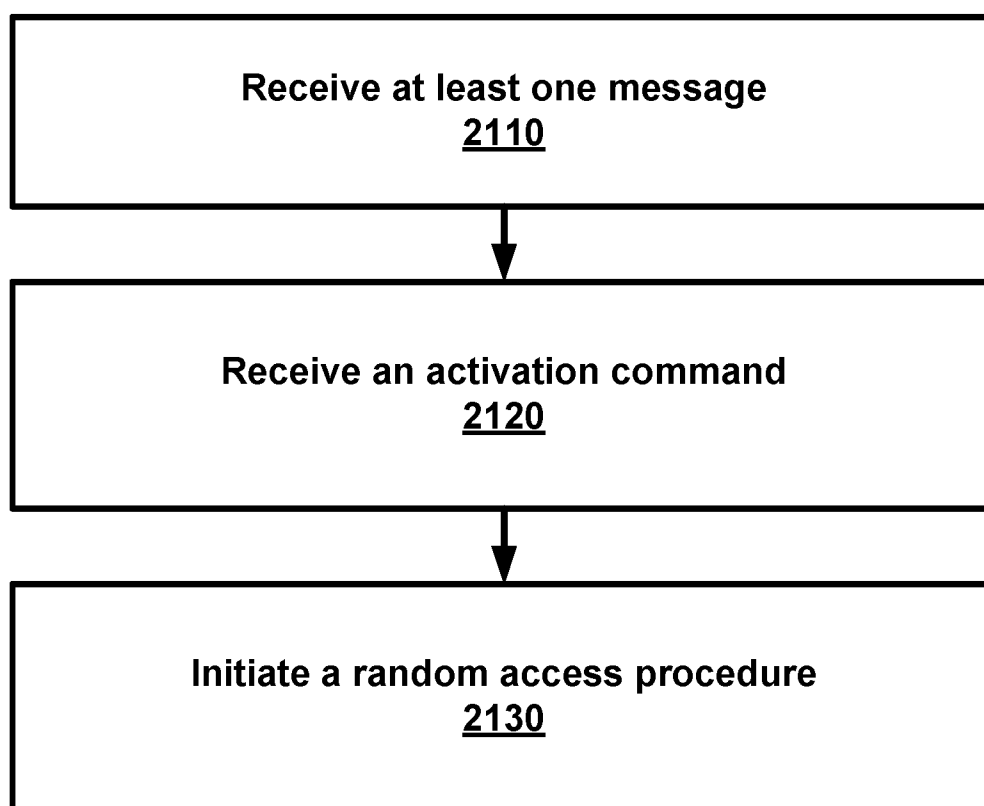 Receive at least one message
2110
Receive an activation command
2120
Initiate a random access procedure
2130